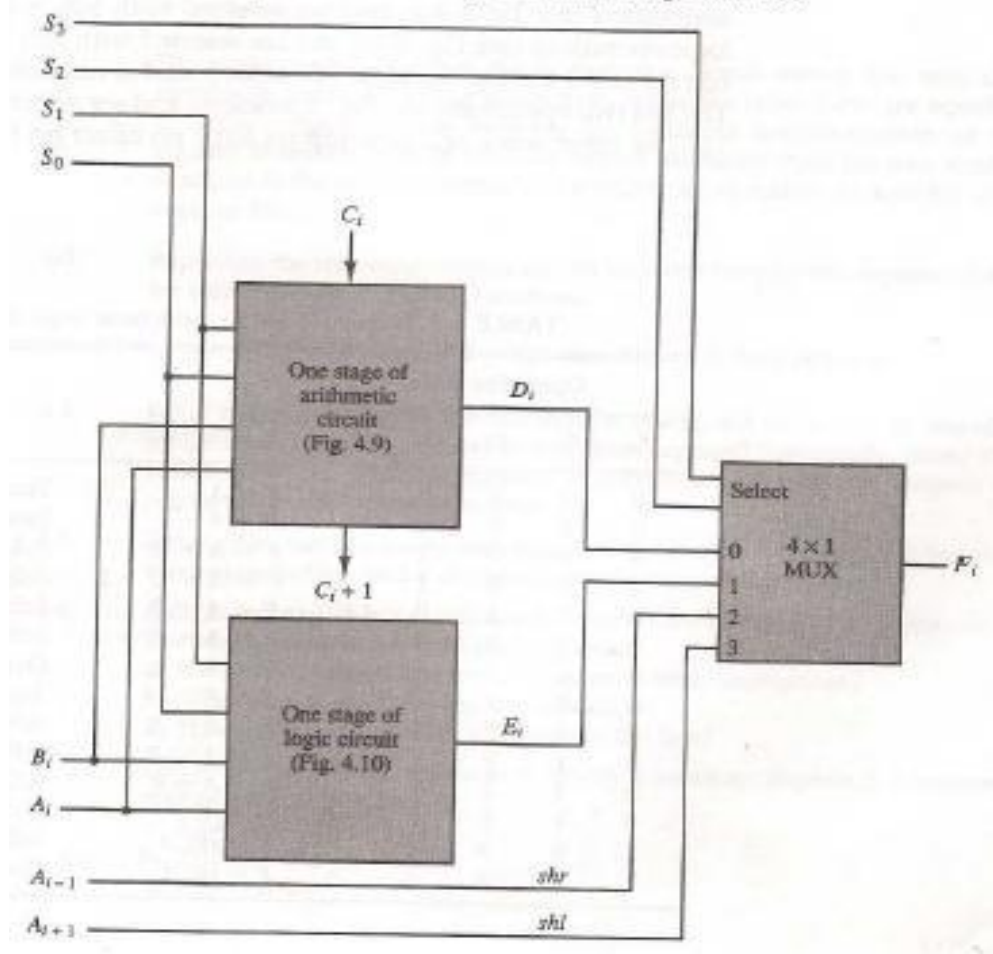 S₃
S₂
S₁
S₀
Cᵢ
One stage of
arithmetic
circuit
(Fig. 4.9)
Dᵢ
Select
0
1
2
3
4 × 1
MUX
Fᵢ
Cᵢ + 1
One stage of
logic circuit
(Fig. 4.10)
Eᵢ
Bᵢ
Aᵢ
Aᵢ₋₁
shr
Aᵢ₊₁
shl